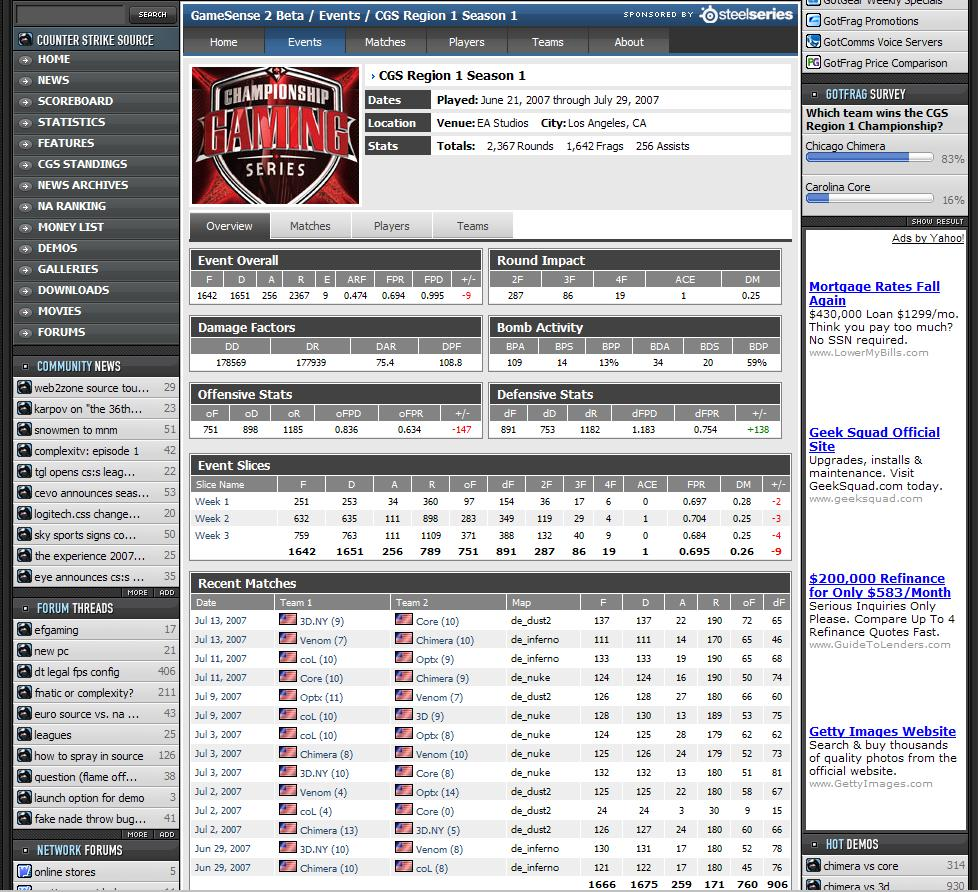 SEARCH
COUNTER STRIKE SOURCE
HOME
NEWS
SCOREBOARD
STATISTICS
FEATURES
CGS STANDINGS
NEWS ARCHIVES
NA RANKING
MONEY LIST
DEMOS
GALLERIES
DOWNLOADS
MOVIES
FORUMS
COMMUNITY NEWS
web2zone source tou... 29
karpov on "the 36th... 23
snowmen to mnm 51
complexity: episode 1 42
tgl opens cs:s leag... 22
cevo announces seas... 53
logitech.css change... 20
sky sports signs co... 50
the experience 2007... 25
eye announces cs:s ... 35
MORE ADD
FORUM THREADS
efgaming 17
new pc 21
dt legal fps config 406
fnatic or complexity? 211
euro source vs. na ... 43
leagues 25
how to spray in source 126
question (flame off... 38
launch option for demo 3
fake nade throw bug... 41
MORE ADD
NETWORK FORUMS
online stores 5
GameSense 2 Beta / Events / CGS Region 1 Season 1
SPONSORED BY steelseries
Home Events Matches Players Teams About
CHAMPIONSHIP
GAMING
SERIES
› CGS Region 1 Season 1
Dates Played: June 21, 2007 through July 29, 2007
Location Venue: EA Studios City: Los Angeles, CA
Stats Totals: 2,367 Rounds 1,642 Frags 256 Assists
Overview Matches Players Teams
Event Overall
F D A R E ARF FPR FPD +/-
1642 1651 256 2367 9 0.474 0.694 0.995 -9
Round Impact
2F 3F 4F ACE DM
287 86 19 1 0.25
Damage Factors
DD DR DAR DPF
178569 177939 75.4 108.8
Bomb Activity
BPA BPS BPP BDA BDS BDP
109 14 13% 34 20 59%
Offensive Stats
oF oD oR oFPD oFPR +/-
751 898 1185 0.836 0.634 -147
Defensive Stats
dF dD dR dFPD dFPR +/-
891 753 1182 1.183 0.754 +138
Event Slices
Slice Name F D A R oF dF 2F 3F 4F ACE FPR DM +/-
Week 1 251 253 34 360 97 154 36 17 6 0 0.697 0.28 -2
Week 2 632 635 111 898 283 349 119 29 4 1 0.704 0.25 -3
Week 3 759 763 111 1109 371 388 132 40 9 0 0.684 0.25 -4
1642 1651 256 789 751 891 287 86 19 1 0.695 0.26 -9
Recent Matches
Date Team 1 Team 2 Map F D A R oF dF
Jul 13, 2007 3D.NY (9) Core (10) de_dust2 137 137 22 190 72 65
Jul 13, 2007 Venom (7) Chimera (10) de_inferno 111 111 14 170 65 46
Jul 11, 2007 coL (10) Optx (9) de_inferno 133 133 19 190 65 68
Jul 11, 2007 Core (10) Chimera (9) de_nuke 124 124 16 190 50 74
Jul 9, 2007 Optx (11) Venom (7) de_dust2 126 128 27 180 66 60
Jul 9, 2007 coL (10) 3D (9) de_nuke 128 130 13 189 53 75
Jul 3, 2007 coL (10) Optx (8) de_nuke 124 125 28 179 62 62
Jul 3, 2007 Chimera (8) Venom (10) de_nuke 125 126 24 179 52 73
Jul 3, 2007 3D.NY (10) Core (8) de_nuke 132 132 13 180 51 81
Jul 2, 2007 Venom (4) Optx (14) de_dust2 125 125 22 180 58 67
Jul 2, 2007 coL (4) Core (0) de_dust2 24 24 3 30 9 15
Jul 2, 2007 Chimera (13) 3D.NY (5) de_dust2 126 127 24 180 60 66
Jun 29, 2007 3D.NY (10) Venom (8) de_inferno 130 131 17 180 52 78
Jun 29, 2007 Chimera (10) coL (8) de_inferno 121 122 17 180 45 76
1666 1675 259 171 760 906
GotGear Weekly Specials
GotFrag Promotions
GotComms Voice Servers
GotFrag Price Comparison
GOTFRAG SURVEY
Which team wins the CGS
Region 1 Championship?
Chicago Chimera
83%
Carolina Core
16%
SHOW RESULT
Ads by Yahoo!
Mortgage Rates Fall
Again
$430,000 Loan $1299/mo.
Think you pay too much?
No SSN required.
www.LowerMyBills.com
Geek Squad Official
Site
Upgrades, installs &
maintenance. Visit
GeekSquad.com today.
www.geeksquad.com
$200,000 Refinance
for Only $583/Month
Serious Inquiries Only
Please. Compare Up To 4
Refinance Quotes Fast.
www.GuideToLenders.com
Getty Images Website
Search & buy thousands
of quality photos from the
official website.
www.GettyImages.com
HOT DEMOS
chimera vs core 314
chimera vs 3d 930